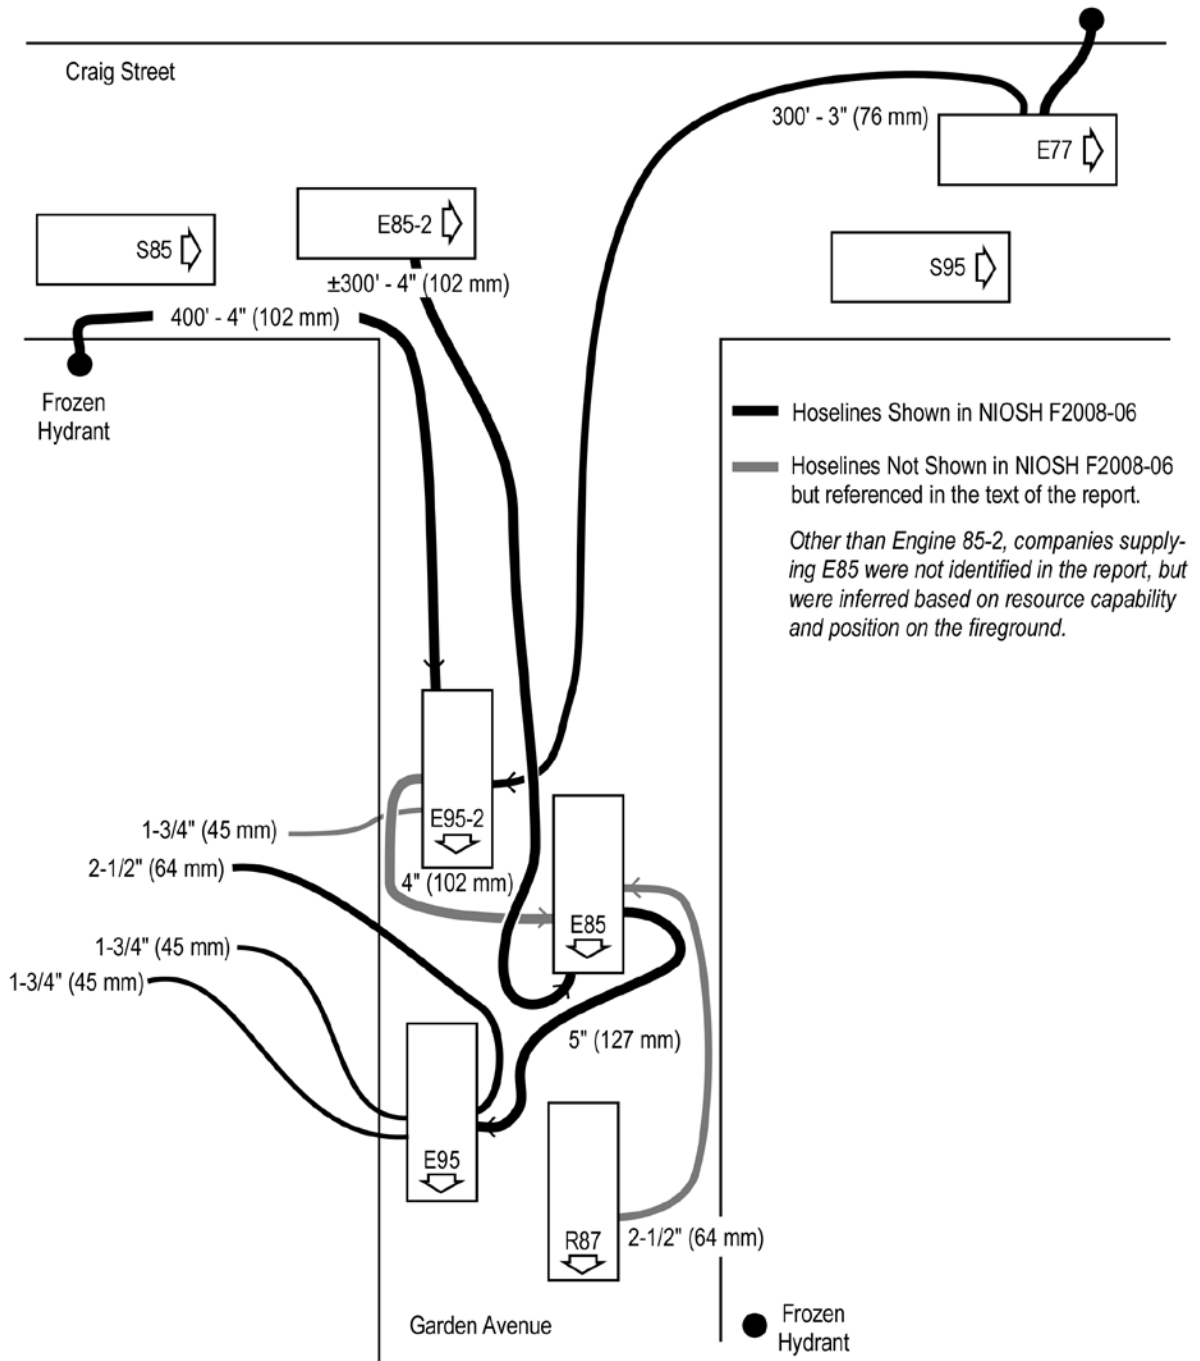 Craig Street
300' - 3" (76 mm)
E77
E85-2
S85
S95
±300' - 4" (102 mm)
400' - 4" (102 mm)
Frozen
Hydrant
Hoselines Shown in NIOSH F2008-06
Hoselines Not Shown in NIOSH F2008-06
but referenced in the text of the report.
Other than Engine 85-2, companies supply-
ing E85 were not identified in the report, but
were inferred based on resource capability
and position on the fireground.
E95-2
1-3/4" (45 mm)
2-1/2" (64 mm)
4" (102 mm)
E85
1-3/4" (45 mm)
1-3/4" (45 mm)
5" (127 mm)
E95
R87
2-1/2" (64 mm)
Garden Avenue
Frozen
Hydrant